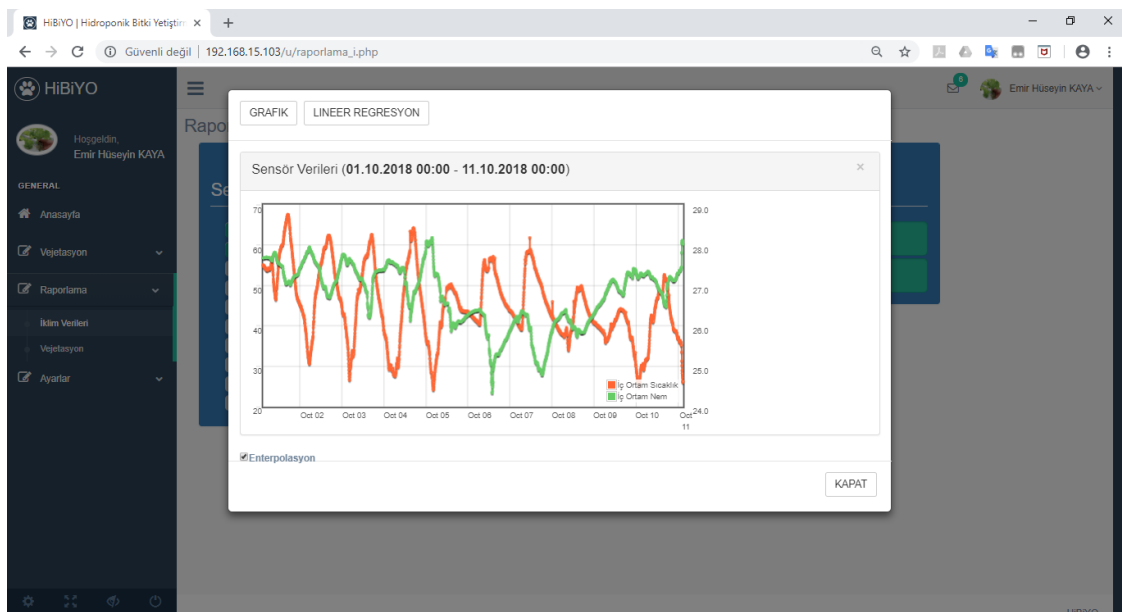 HiBiYO | Hidroponik Bitki Yetiştirm
Güvenli değil | 192.168.15.103/u/raporlama_i.php
HiBiYO
6
Emir Hüseyin KAYA
Hoşgeldin,
Emir Hüseyin KAYA
GENERAL
Anasayfa
Vejetasyon
Raporlama
İklim Verileri
Vejetasyon
Ayarlar
Rapo
Se
GRAFIK
LINEER REGRESYON
Sensör Verileri (01.10.2018 00:00 - 11.10.2018 00:00)
×
70
60
50
40
30
20
29.0
28.0
27.0
26.0
25.0
24.0
İç Ortam Sıcaklık
İç Ortam Nem
Oct 02
Oct 03
Oct 04
Oct 05
Oct 06
Oct 07
Oct 08
Oct 09
Oct 10
Oct 11
Enterpolasyon
KAPAT
HiBiYO